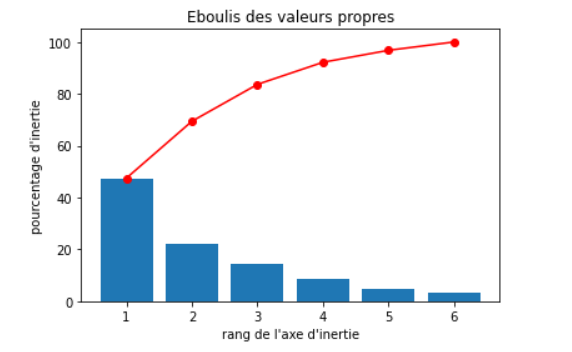 Eboulis des valeurs propres
100
80
60
40
20
0
pourcentage d'inertie
1 2 3 4 5 6
rang de l'axe d'inertie